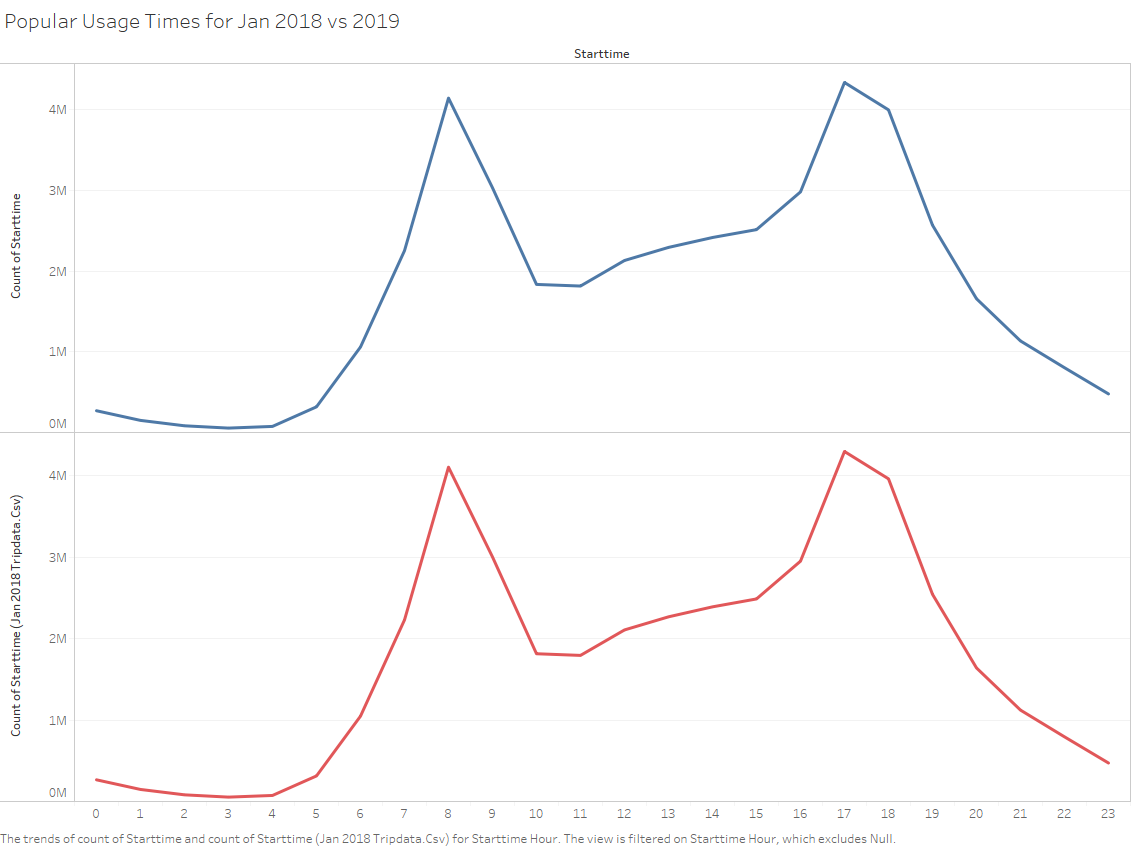 Popular Usage Times for Jan 2018 vs 2019
Starttime
Count of Starttime
4M
3M
2M
1M
0M
Count of Starttime (Jan 2018 Tripdata.Csv)
4M
3M
2M
1M
0M
0 1 2 3 4 5 6 7 8 9 10 11 12 13 14 15 16 17 18 19 20 21 22 23
The trends of count of Starttime and count of Starttime (Jan 2018 Tripdata.Csv) for Starttime Hour. The view is filtered on Starttime Hour, which excludes Null.